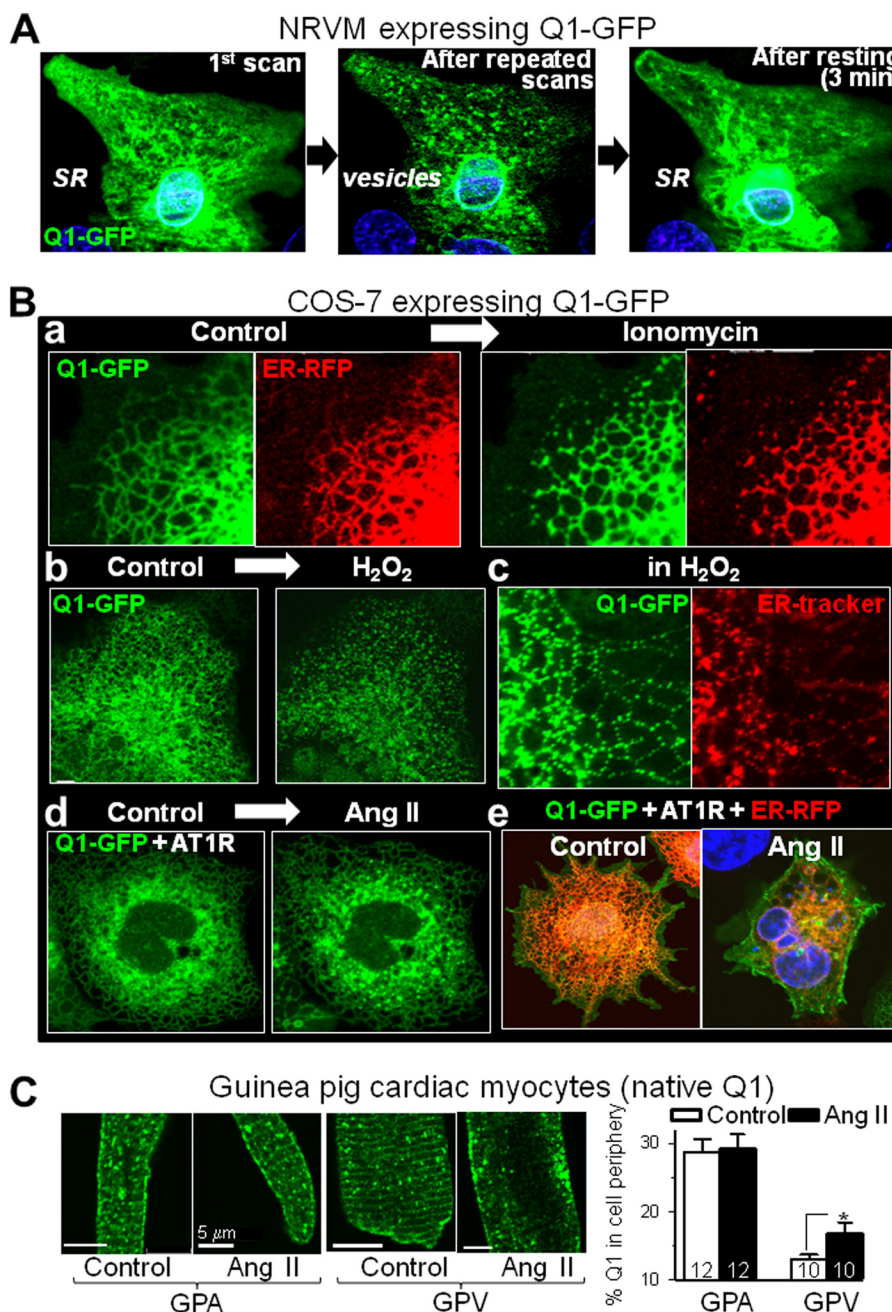 A
NRVM expressing Q1-GFP
1st scan
After repeated
scans
After resting
(3 min
SR
vesicles
SR
Q1-GFP
B
COS-7 expressing Q1-GFP
a
Control
Ionomycin
Q1-GFP
ER-RFP
b
Control
H2O2
c
in H2O2
Q1-GFP
Q1-GFP
ER-tracker
d
Control
Ang II
Q1-GFP+AT1R
e
Q1-GFP+AT1R+ER-RFP
Control
Ang II
C
Guinea pig cardiac myocytes (native Q1)
5 µm
Control
Ang II
Control
Ang II
GPA
GPV
Control
Ang II
% Q1 in cell periphery
30
20
10
*
12
12
10
10
GPA
GPV